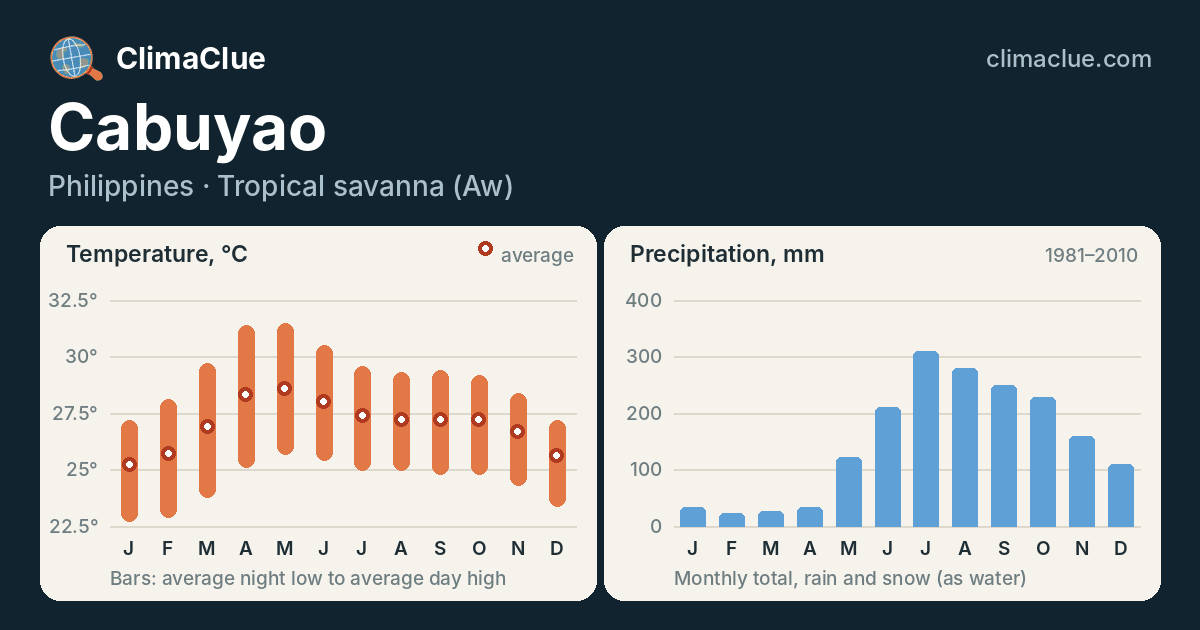 ClimaClue
climaclue.com
Cabuyao
Philippines · Tropical savanna (Aw)
Temperature, °C
average
32.5°
30°
27.5°
25°
22.5°
J F M A M J J A S O N D
Bars: average night low to average day high
Precipitation, mm
1981–2010
400
300
200
100
0
J F M A M J J A S O N D
Monthly total, rain and snow (as water)